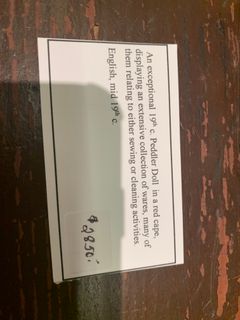 An exceptional 19th c. Peddler Doll in a red cape,
displaying an extensive collection of wares, many of
them relating to either sewing or cleaning activities
English, mid 19th c.
$2850.